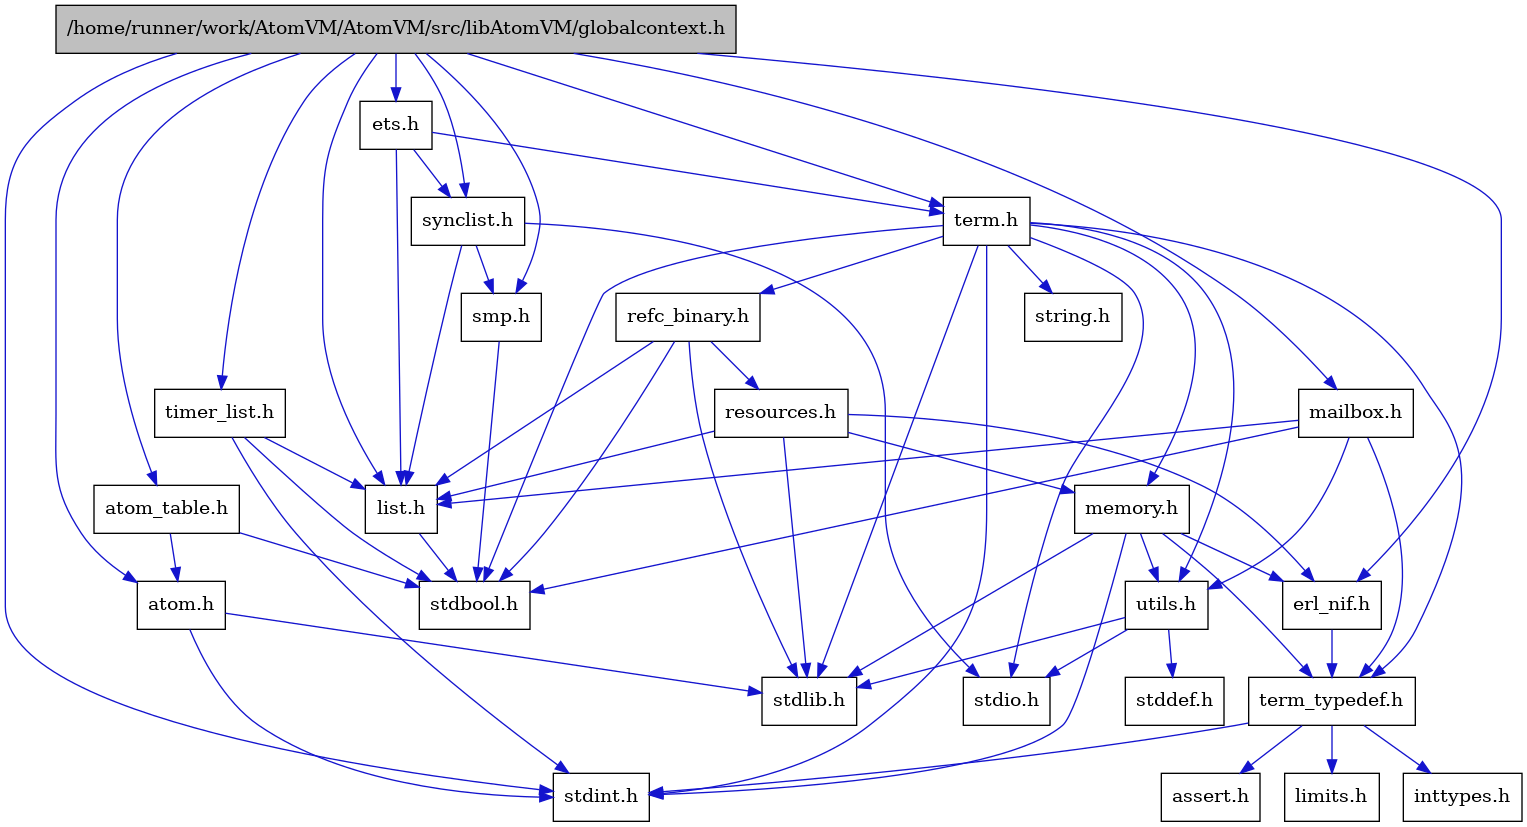 /home/runner/work/AtomVM/AtomVM/src/libAtomVM/globalcontext.h
ets.h
synclist.h
term.h
smp.h
refc_binary.h
string.h
timer_list.h
resources.h
mailbox.h
atom_table.h
list.h
memory.h
atom.h
stdbool.h
utils.h
erl_nif.h
stdlib.h
stdio.h
stddef.h
term_typedef.h
stdint.h
assert.h
limits.h
inttypes.h